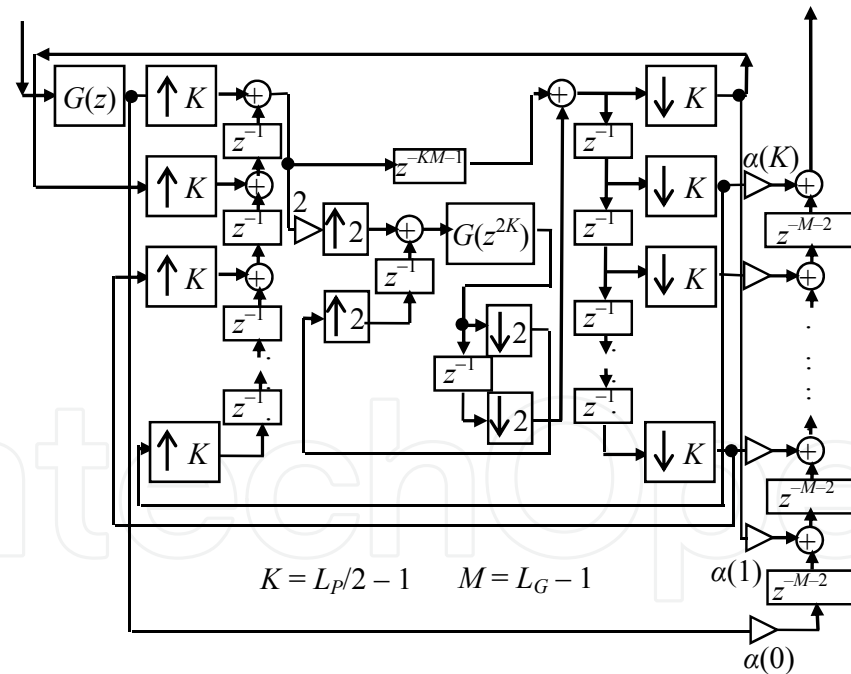 G(z)
↑ K
+
z⁻¹
↓ K
+
z⁻¹
z^{–KM–1}
α(K)
↑ K
+
z⁻¹
↓ K
+
z^{–M–2}
2
↑ 2
+
G(z^{2K})
z⁻¹
↑ K
+
z⁻¹
↓ K
+
z⁻¹
↑ 2
↓ 2
z⁻¹
↓ 2
z⁻¹
z⁻¹
↑ K
↓ K
+
z^{–M–2}
+
K = L_P/2 – 1 M = L_G – 1
α(1)
z^{–M–2}
α(0)
ntechOpe